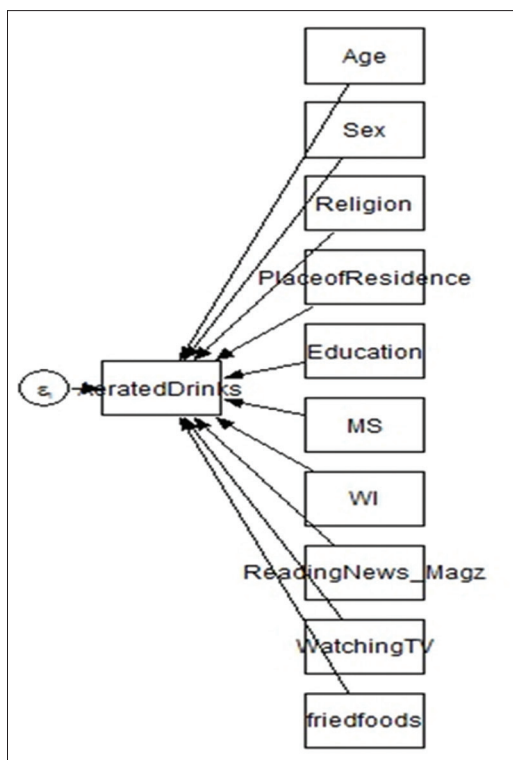 Age
Sex
Religion
PlaceofResidence
Education
ε₁ AeratedDrinks
MS
WI
ReadingNews_Magz
WatchingTV
friedfoods